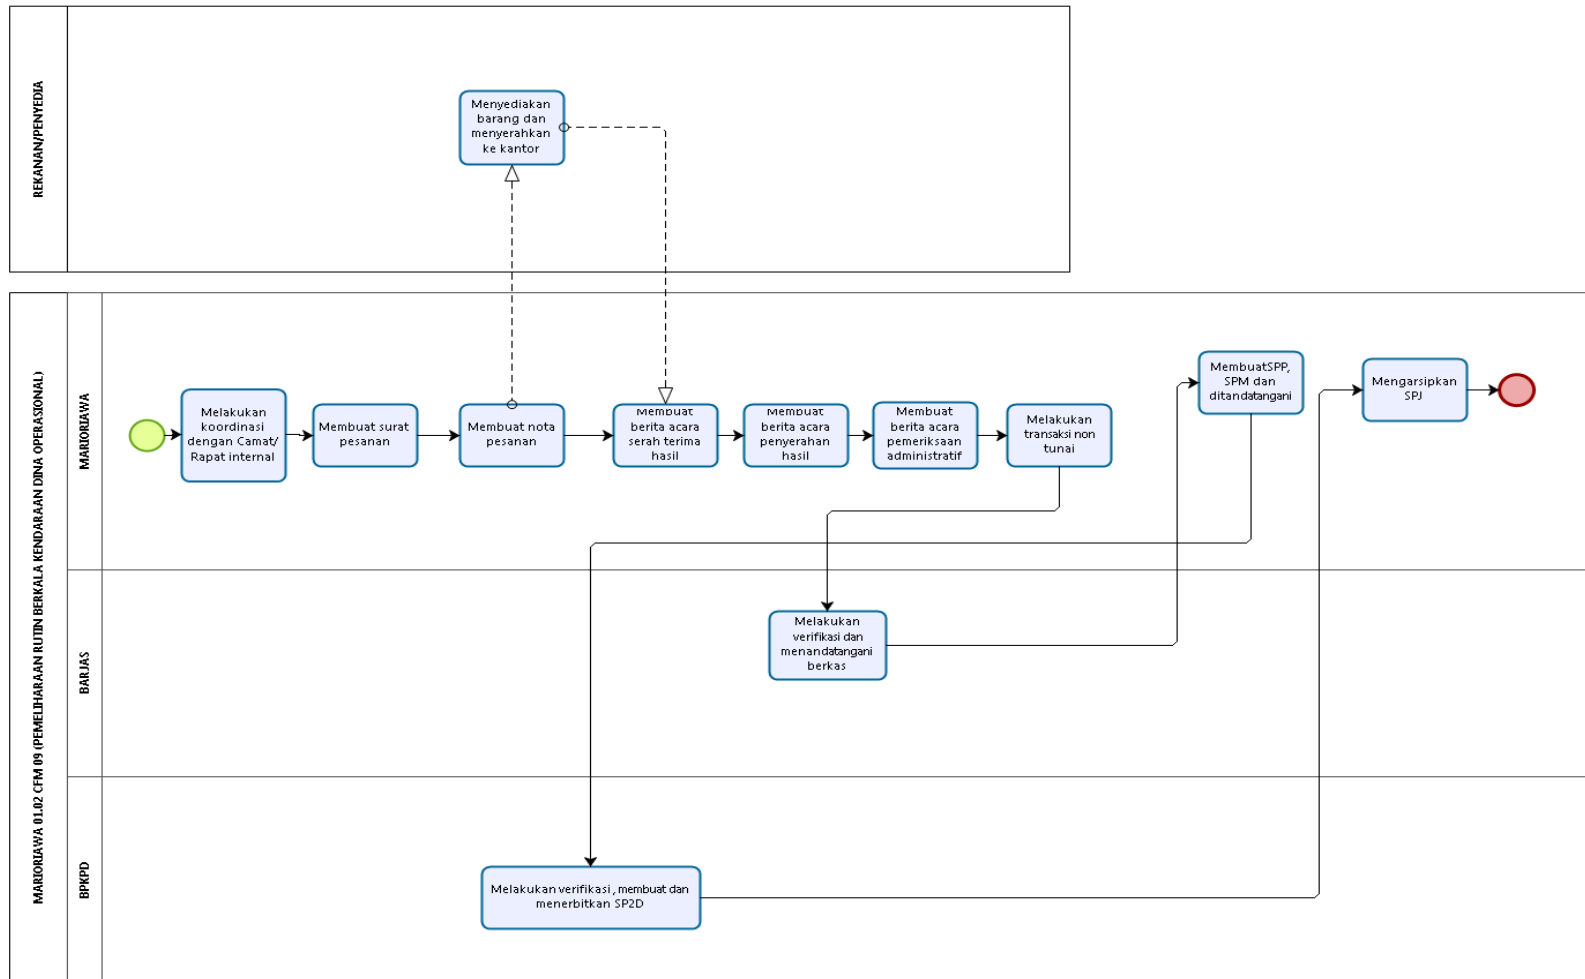 REKANAN/PENYEDIA
Menyediakan
barang dan
menyerahkan
ke kantor
MARIORIAWA 01.02 CFM 09 (PEMELIHARAAN RUTIN BERKALA KENDARAAN DINA OPERASIONAL)
MARIORIAWA
Melakukan
koordinasi
dengan Camat/
Rapat internal
Membuat surat
pesanan
Membuat nota
pesanan
Membuat
berita acara
serah terima
hasil
Membuat
berita acara
penyerahan
hasil
Membuat
berita acara
pemeriksaan
administratif
Melakukan
transaksi non
tunai
MembuatSPP,
SPM dan
ditandatangani
Mengarsipkan
SPJ
BARJAS
Melakukan
verifikasi dan
menandatangani
berkas
BPKPD
Melakukan verifikasi, membuat dan
menerbitkan SP2D